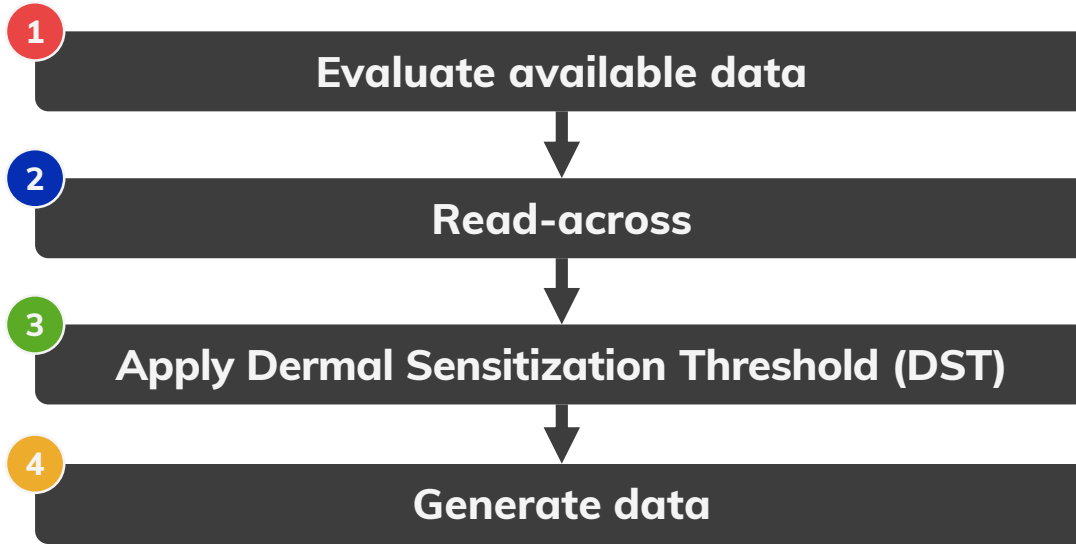 1
Evaluate available data
2
Read-across
3
Apply Dermal Sensitization Threshold (DST)
4
Generate data